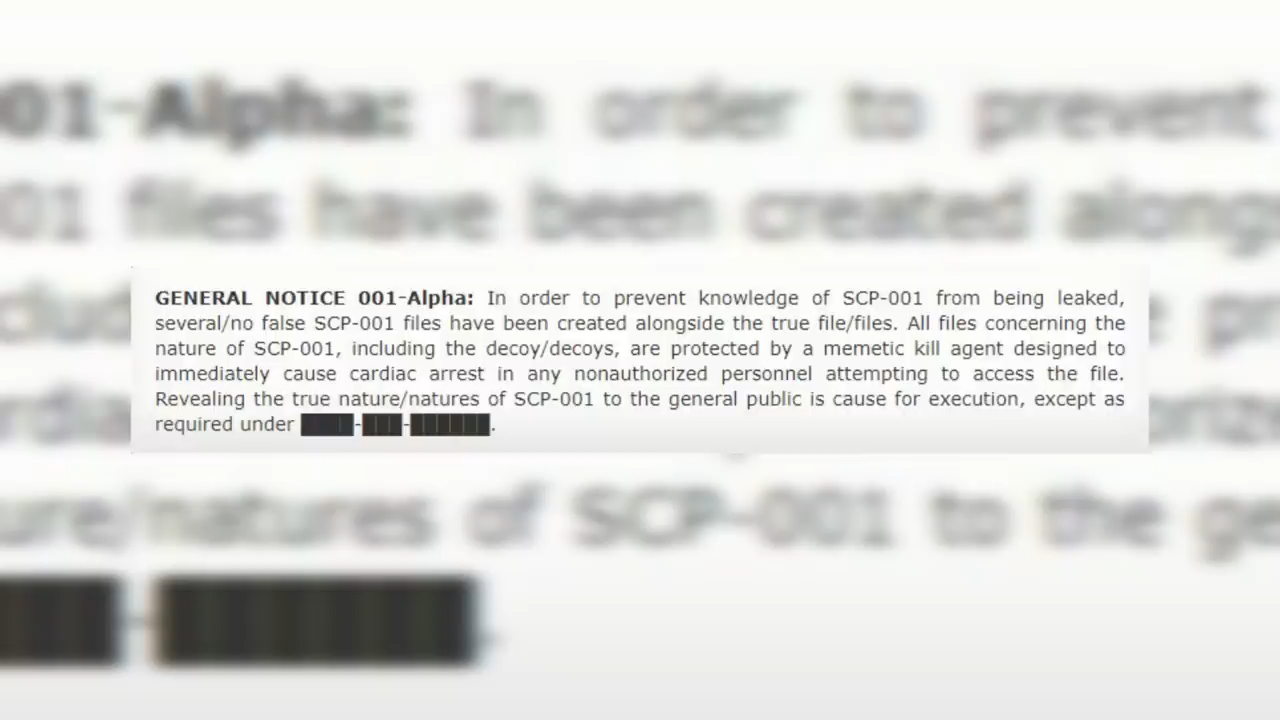 GENERAL NOTICE 001-Alpha: In order to prevent knowledge of SCP-001 from being leaked,
several/no false SCP-001 files have been created alongside the true file/files. All files concerning the
nature of SCP-001, including the decoy/decoys, are protected by a memetic kill agent designed to
immediately cause cardiac arrest in any nonauthorized personnel attempting to access the file.
Revealing the true nature/natures of SCP-001 to the general public is cause for execution, except as
required under ████-███-██████.